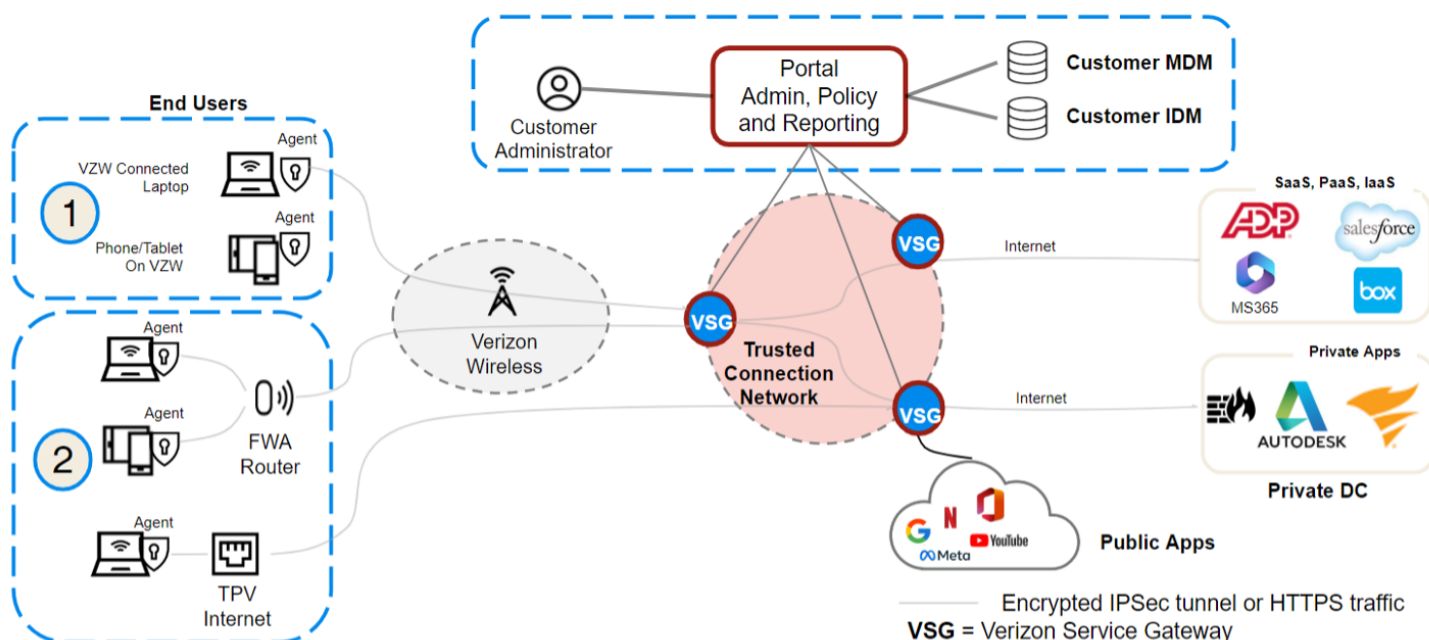 End Users
VZW Connected
Laptop
Agent
1
Agent
Phone/Tablet
On VZW
Agent
2
Agent
FWA
Router
Agent
TPV
Internet
Customer
Administrator
Portal
Admin, Policy
and Reporting
Customer MDM
Customer IDM
Verizon
Wireless
VSG
VSG
VSG
Trusted
Connection
Network
Internet
Internet
SaaS, PaaS, IaaS
ADP
salesforce
MS365
box
Private Apps
AUTODESK
Private DC
G
N
YouTube
Meta
Public Apps
Encrypted IPSec tunnel or HTTPS traffic
VSG = Verizon Service Gateway